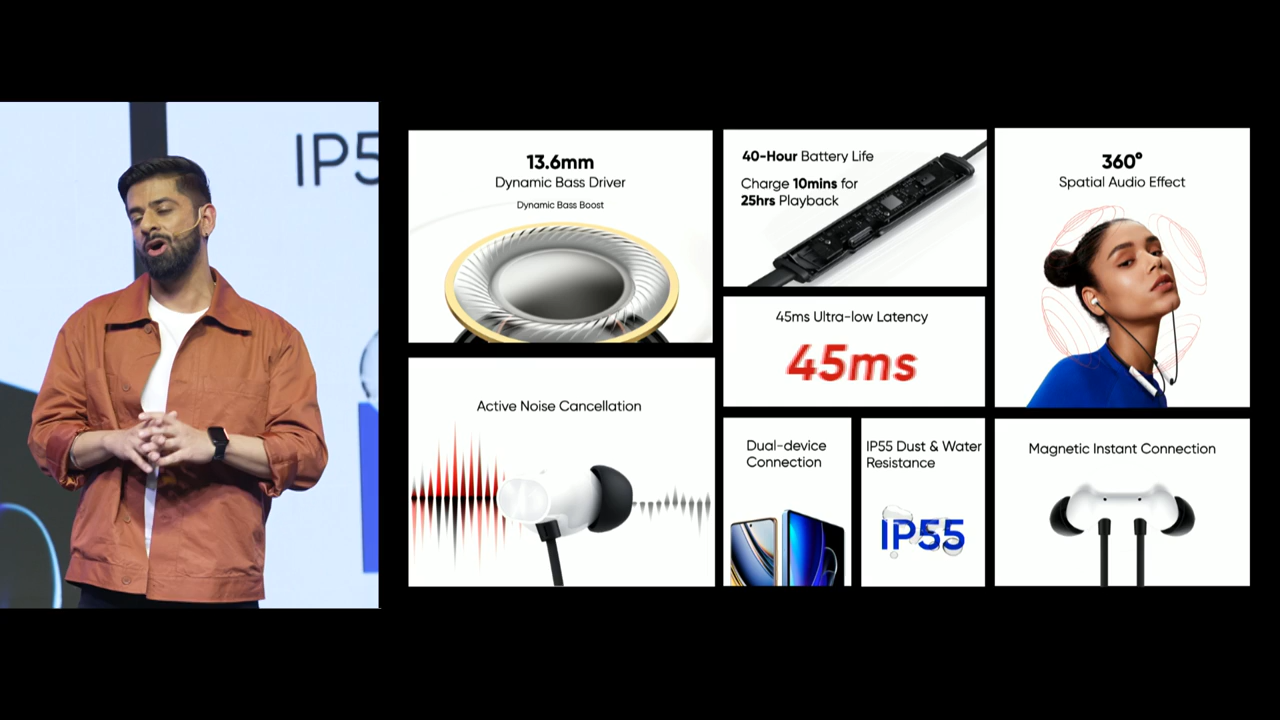 IP5
13.6mm
Dynamic Bass Driver
Dynamic Bass Boost
40-Hour Battery Life
Charge 10mins for
25hrs Playback
360°
Spatial Audio Effect
45ms Ultra-low Latency
45ms
Active Noise Cancellation
Dual-device
Connection
IP55 Dust & Water
Resistance
IP55
Magnetic Instant Connection